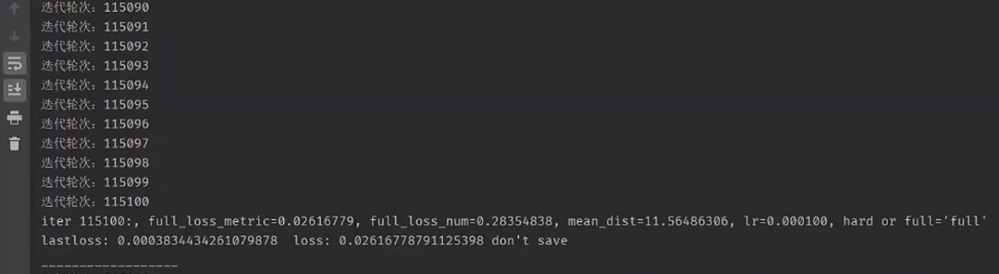 迭代轮次：115090
迭代轮次：115091
迭代轮次：115092
迭代轮次：115093
迭代轮次：115094
迭代轮次：115095
迭代轮次：115096
迭代轮次：115097
迭代轮次：115098
迭代轮次：115099
迭代轮次：115100
iter 115100:, full_loss_metric=0.02616779, full_loss_num=0.28354838, mean_dist=11.56486306, lr=0.000100, hard or full='full'
lastloss: 0.0003834434261079878  loss: 0.02616778791125398 don't save
------------------